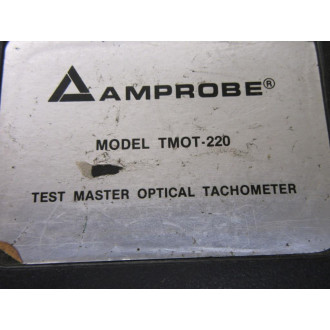 AMPROBE®
MODEL TMOT-220
TEST MASTER OPTICAL TACHOMETER